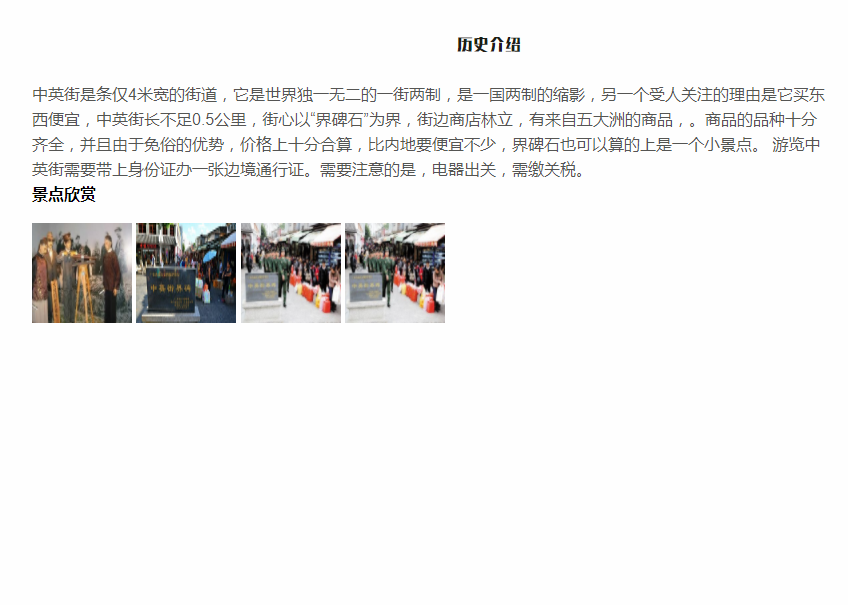 历史介绍
中英街是条仅4米宽的街道，它是世界独一无二的一街两制，是一国两制的缩影，另一个受人关注的理由是它买东
西便宜，中英街长不足0.5公里，街心以“界碑石”为界，街边商店林立，有来自五大洲的商品，。商品的品种十分
齐全，并且由于免俗的优势，价格上十分合算，比内地要便宜不少，界碑石也可以算的上是一个小景点。 游览中
英街需要带上身份证办一张边境通行证。需要注意的是，电器出关，需缴关税。
景点欣赏
中英街界碑